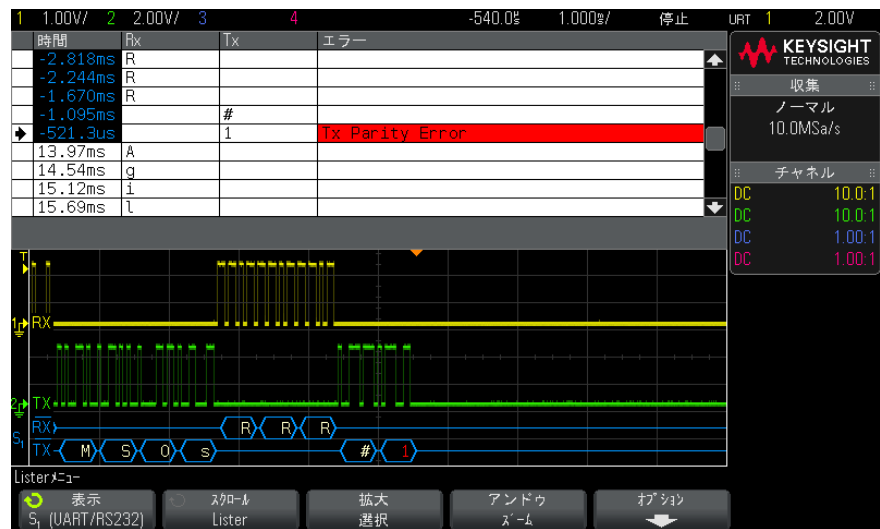 1 1.00V/ 2 2.00V/ 3 4 -540.0㎲ 1.000㎳/ 停止 URT 1 2.00V
時間 Rx Tx エラー
-2.818ms R
-2.244ms R
-1.670ms R
-1.095ms #
-521.3us 1 Tx Parity Error
13.97ms A
14.54ms g
15.12ms i
15.69ms l
KEYSIGHT
TECHNOLOGIES
収集
ノーマル
10.0MSa/s
チャネル
DC 10.0:1
DC 10.0:1
DC 1.00:1
DC 1.00:1
T
1 RX
2 TX
S1 RX R R R
TX M S O s # 1
Listerメニュー
表示
S1 (UART/RS232)
スクロール
Lister
拡大
選択
アンドゥ
ズーム
オプション